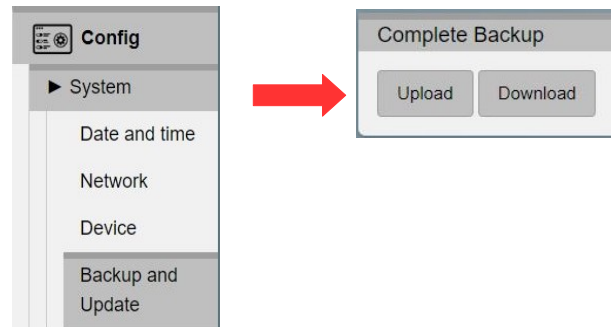 Config
System
Date and time
Network
Device
Backup and
Update
Complete Backup
Upload Download